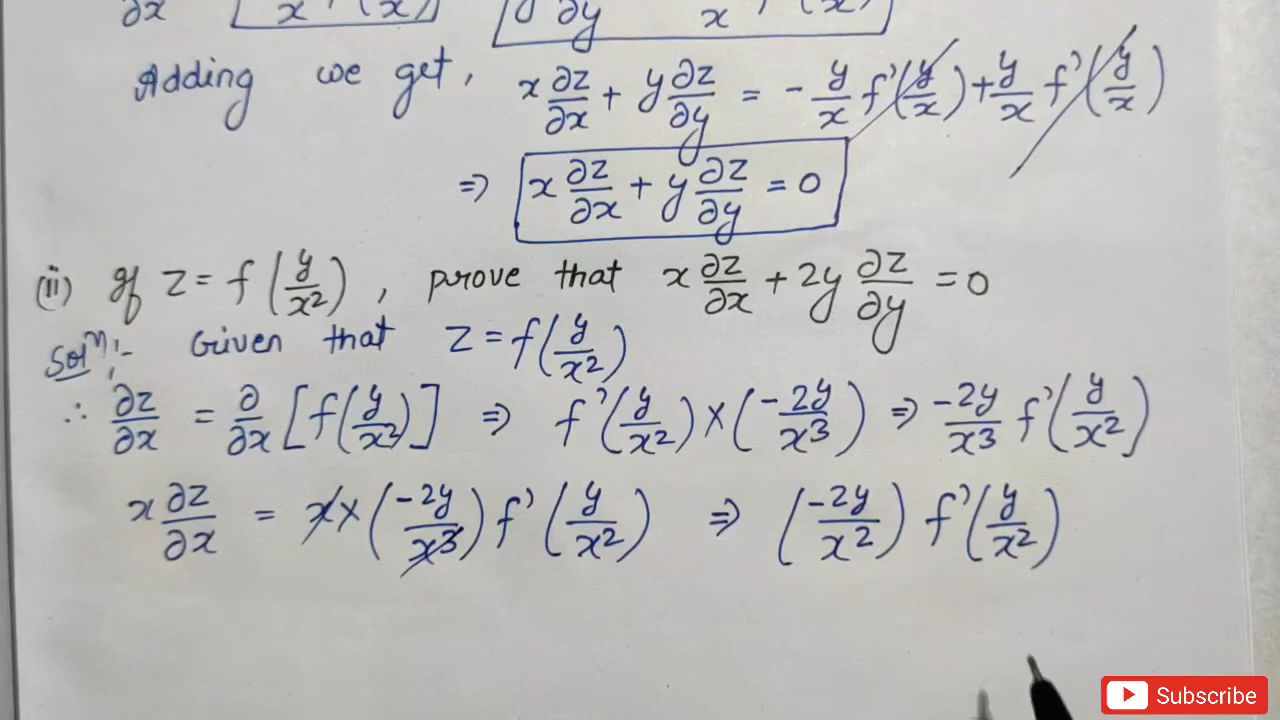 ∂x x (x) ∂y x (x)
Adding we get, x ∂z/∂x + y ∂z/∂y = - y/x f'(y/x) + y/x f'(y/x)
⇒ x ∂z/∂x + y ∂z/∂y = 0
(ii) If z = f(y/x²), prove that x ∂z/∂x + 2y ∂z/∂y = 0
Solⁿ:- Given that z = f(y/x²)
∴ ∂z/∂x = ∂/∂x [f(y/x²)] ⇒ f'(y/x²) × (-2y/x³) ⇒ -2y/x³ f'(y/x²)
x ∂z/∂x = x × (-2y/x³) f'(y/x²) ⇒ (-2y/x²) f'(y/x²)
Subscribe